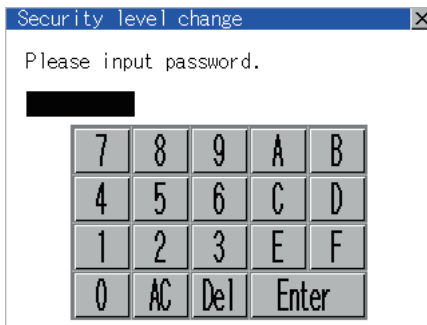 Security level change
Please input password.
7 8 9 A B
4 5 6 C D
1 2 3 E F
0 AC Del Enter